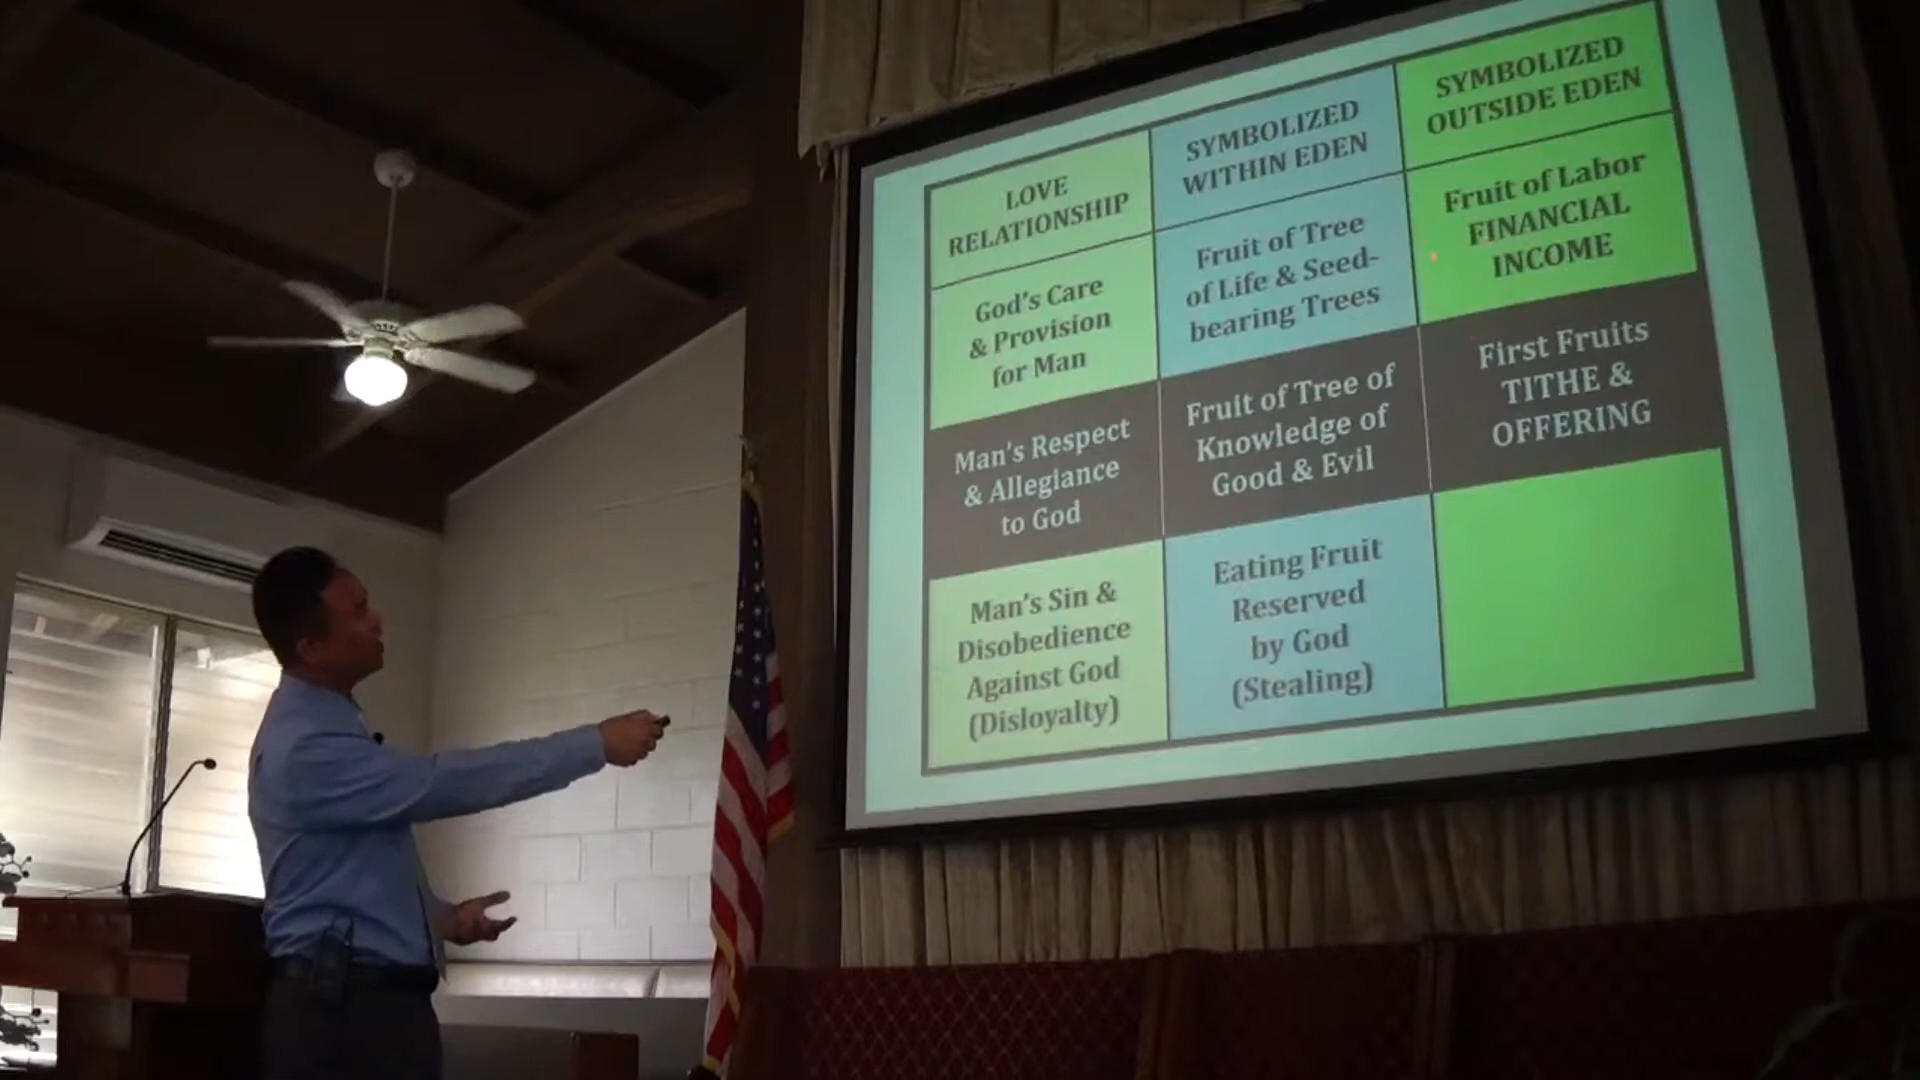 LOVE
RELATIONSHIP
SYMBOLIZED
WITHIN EDEN
SYMBOLIZED
OUTSIDE EDEN
God's Care
& Provision
for Man
Fruit of Tree
of Life & Seed-
bearing Trees
Fruit of Labor
FINANCIAL
INCOME
Man's Respect
& Allegiance
to God
Fruit of Tree of
Knowledge of
Good & Evil
First Fruits
TITHE &
OFFERING
Man's Sin &
Disobedience
Against God
(Disloyalty)
Eating Fruit
Reserved
by God
(Stealing)